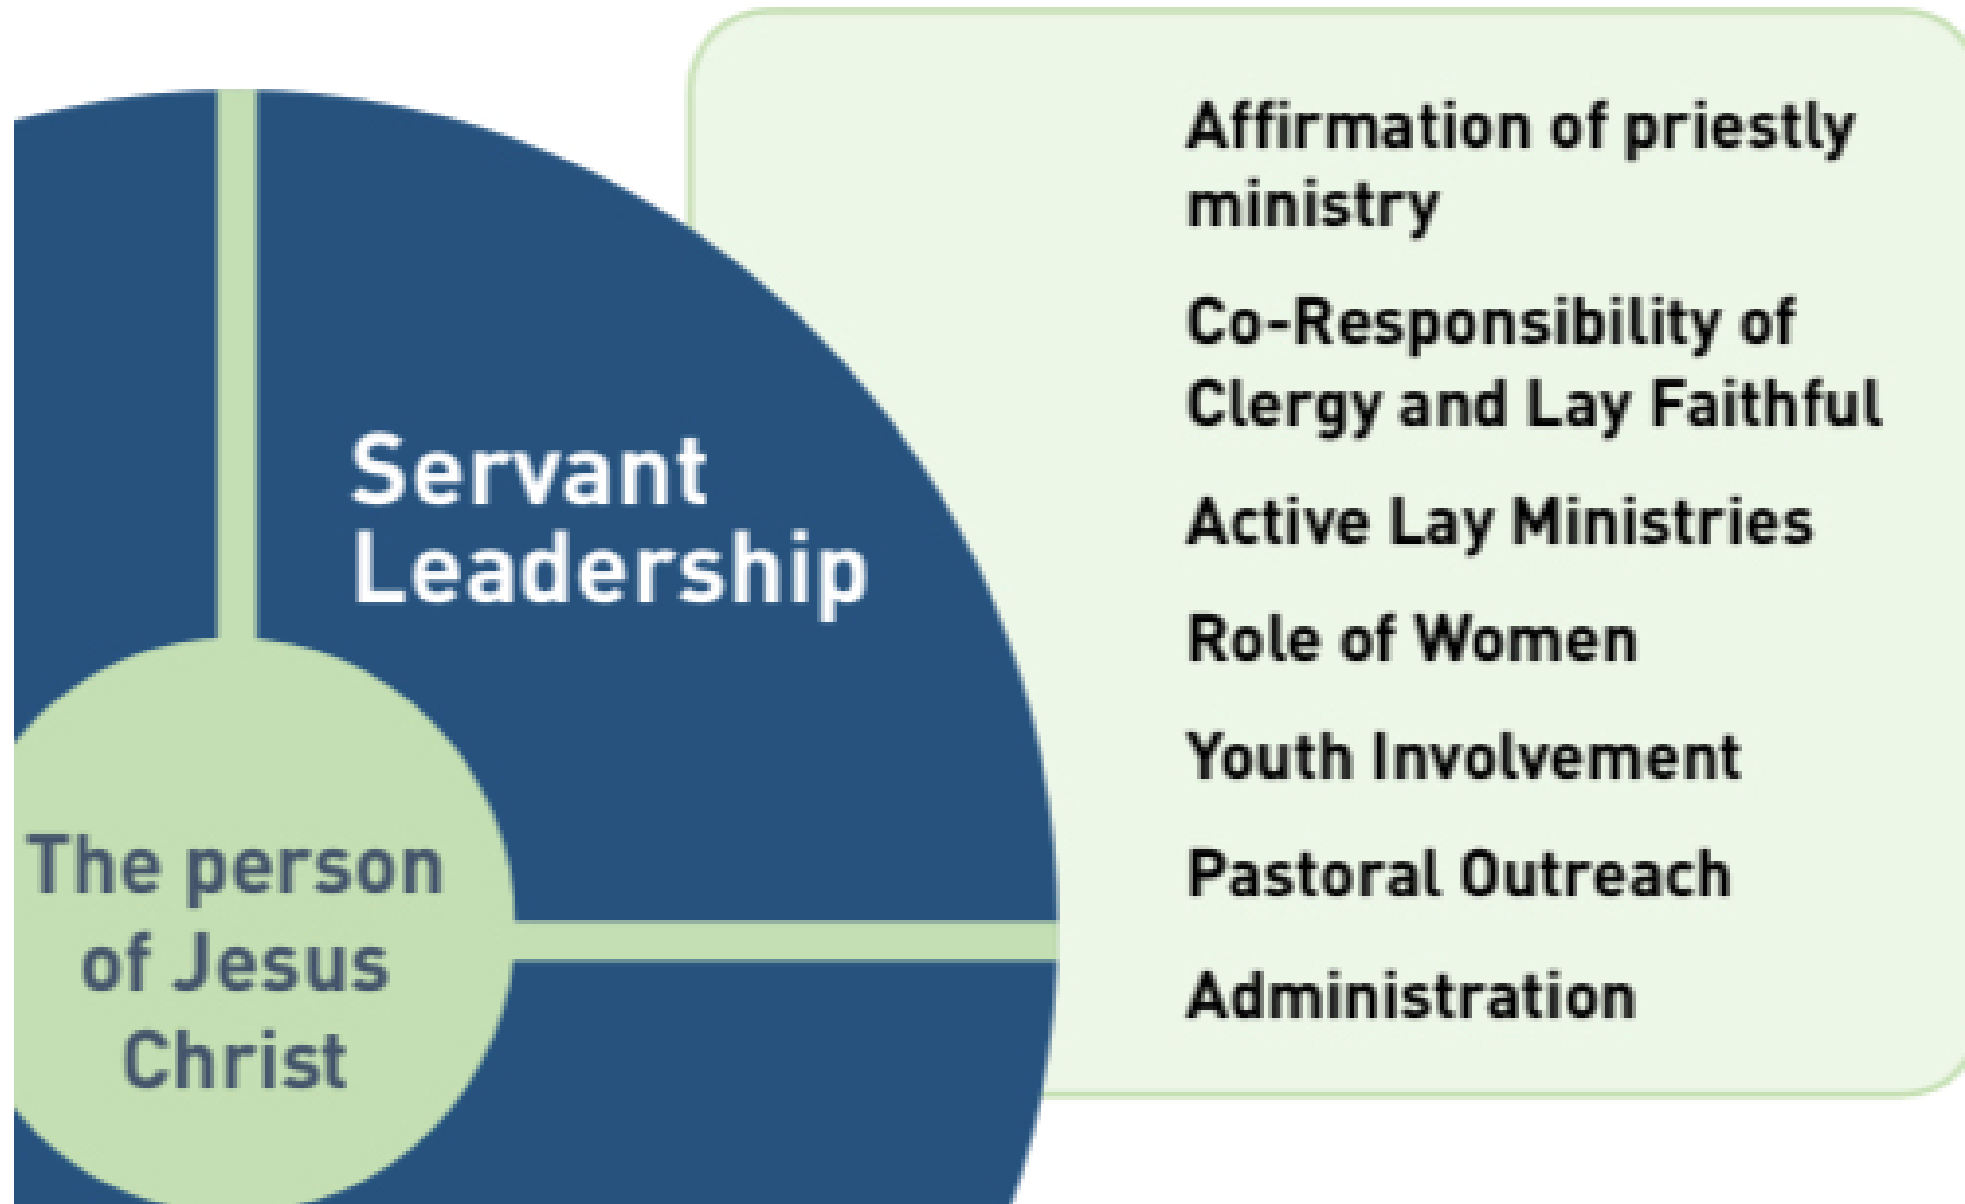 Servant
Leadership
The person
of Jesus
Christ
Affirmation of priestly
ministry
Co-Responsibility of
Clergy and Lay Faithful
Active Lay Ministries
Role of Women
Youth Involvement
Pastoral Outreach
Administration